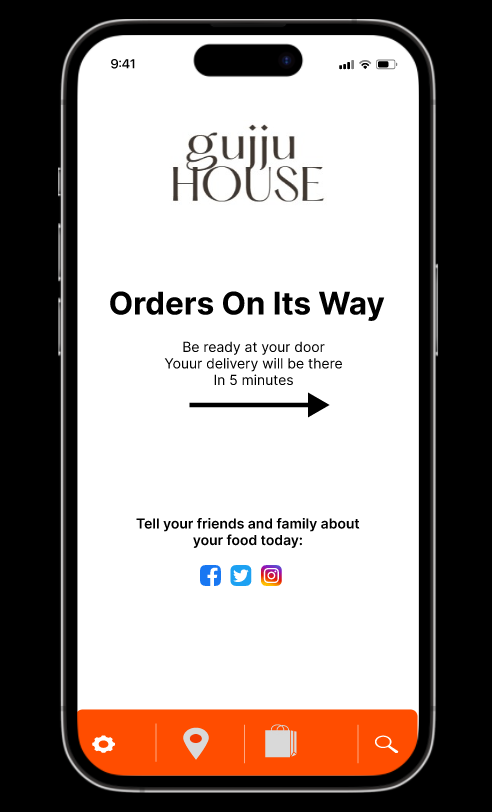 9:41
gujju
HOUSE
Orders On Its Way
Be ready at your door
Youur delivery will be there
In 5 minutes
Tell your friends and family about
your food today: